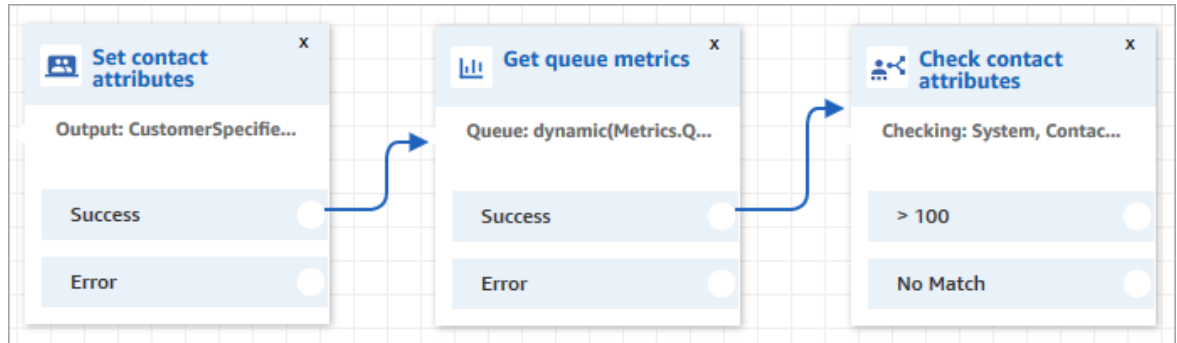 x
Set contact
attributes
Output: CustomerSpecifie...
Success
Error
x
Get queue metrics
Queue: dynamic(Metrics.Q...
Success
Error
x
Check contact
attributes
Checking: System, Contac...
> 100
No Match